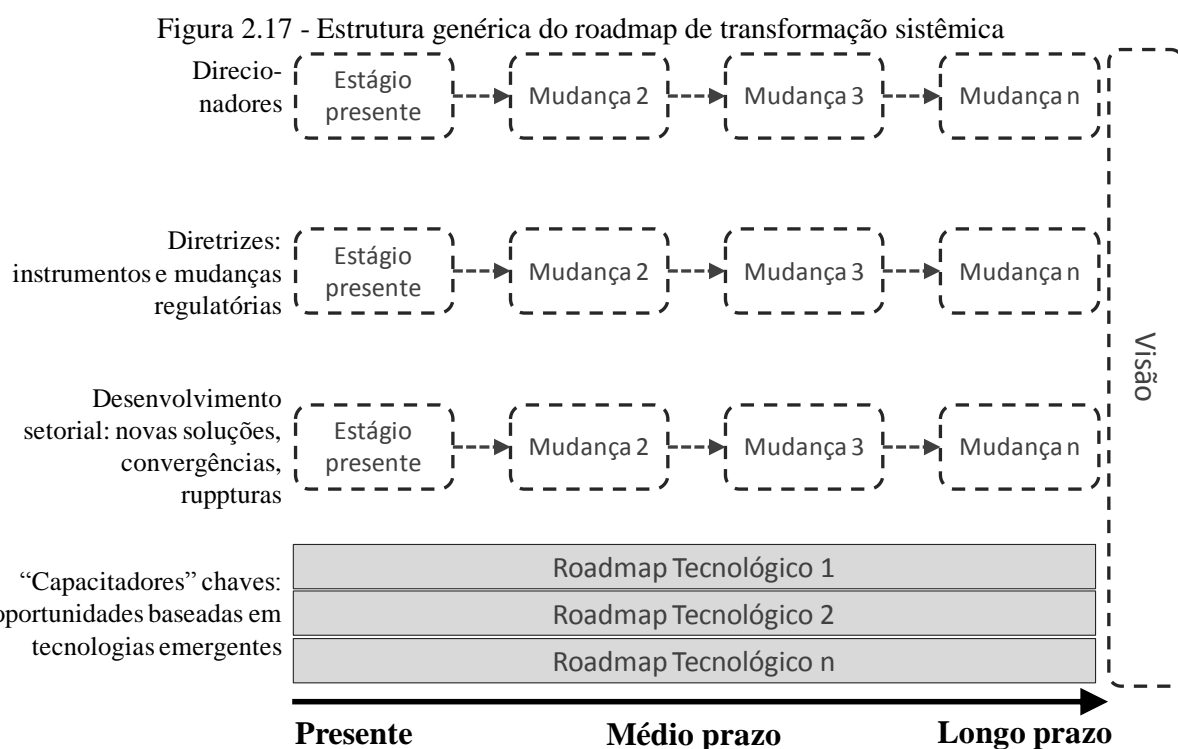 Figura 2.17 - Estrutura genérica do roadmap de transformação sistêmica
Direcio-
nadores
Estágio
presente
Mudança 2
Mudança 3
Mudança n
Diretrizes:
instrumentos e mudanças
regulatórias
Estágio
presente
Mudança 2
Mudança 3
Mudança n
Desenvolvimento
setorial: novas soluções,
convergências,
ruppturas
Estágio
presente
Mudança 2
Mudança 3
Mudança n
Visão
“Capacitadores” chaves:
oportunidades baseadas em
tecnologias emergentes
Roadmap Tecnológico 1
Roadmap Tecnológico 2
Roadmap Tecnológico n
Presente
Médio prazo
Longo prazo